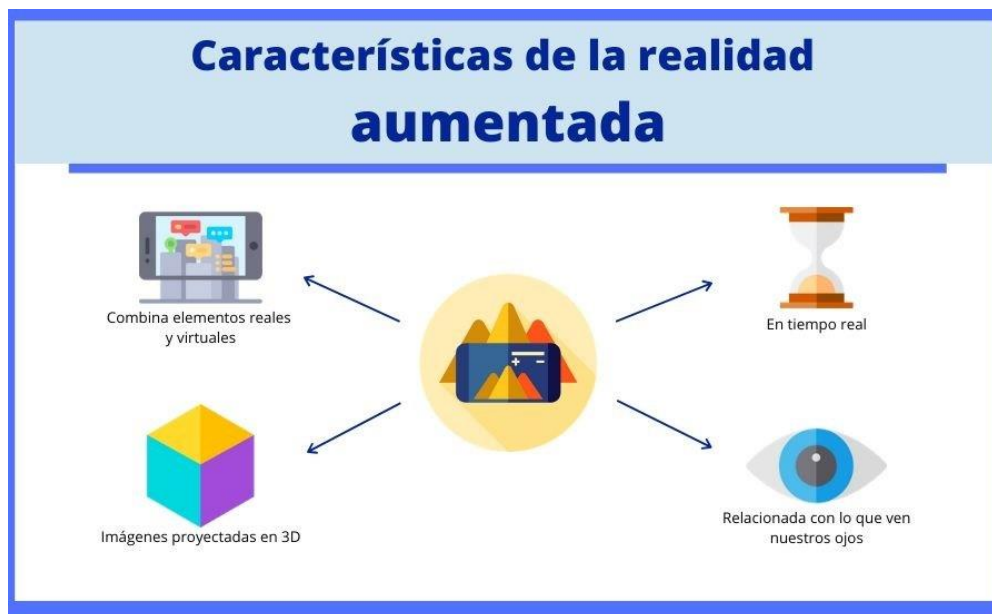 Características de la realidad
aumentada
Combina elementos reales
y virtuales
En tiempo real
Imágenes proyectadas en 3D
Relacionada con lo que ven
nuestros ojos